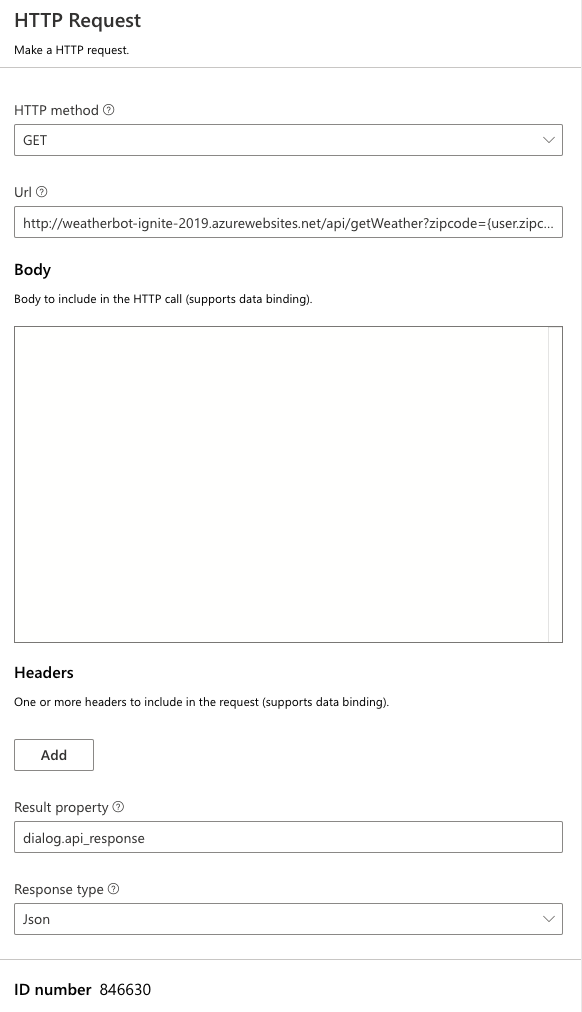 HTTP Request
Make a HTTP request.
HTTP method
GET
Url
http://weatherbot-ignite-2019.azurewebsites.net/api/getWeather?zipcode={user.zipc...
Body
Body to include in the HTTP call (supports data binding).
Headers
One or more headers to include in the request (supports data binding).
Add
Result property
dialog.api_response
Response type
Json
ID number 846630